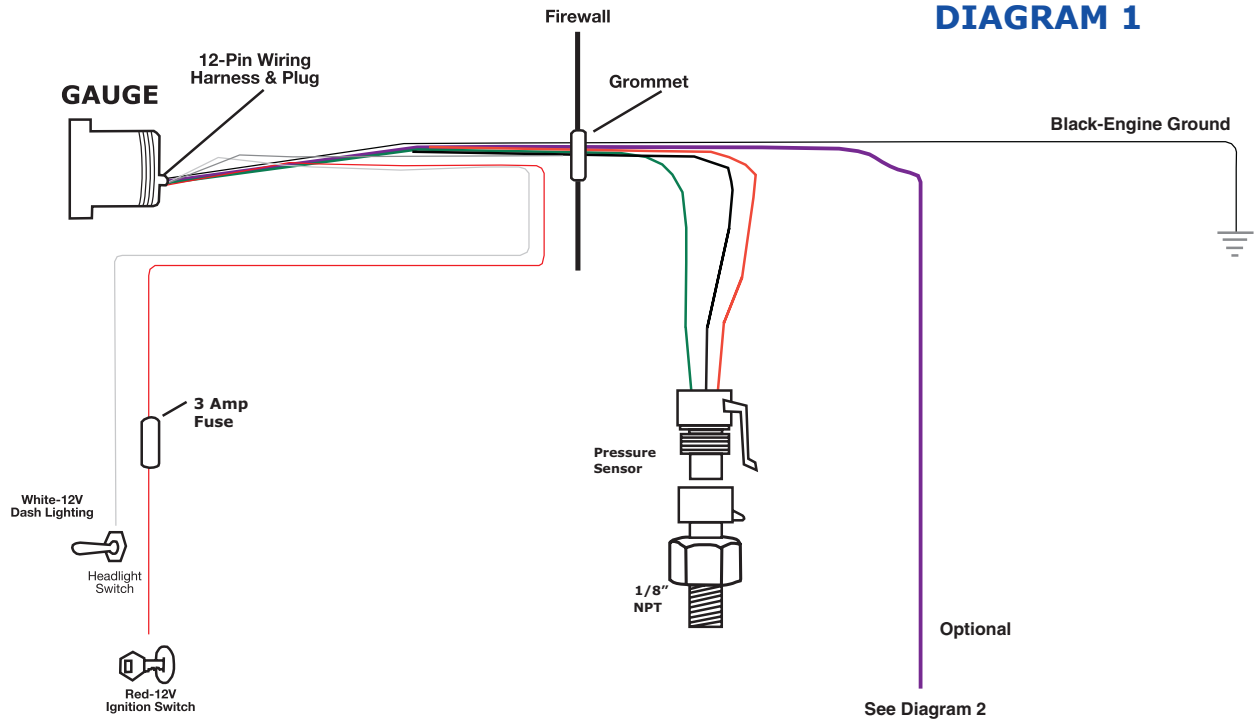 DIAGRAM 1
Firewall
12-Pin Wiring
Harness & Plug
Grommet
GAUGE
Black-Engine Ground
3 Amp
Fuse
Pressure
Sensor
White-12V
Dash Lighting
Headlight
Switch
1/8”
NPT
Optional
Red-12V
Ignition Switch
See Diagram 2